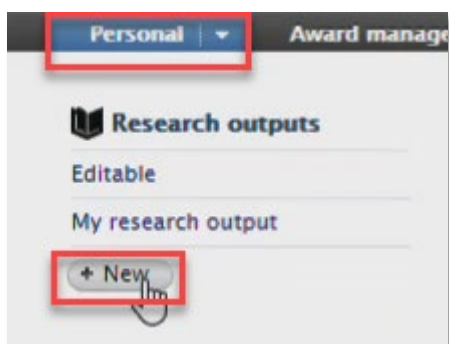 Personal Award manage
Research outputs
Editable
My research output
+ New